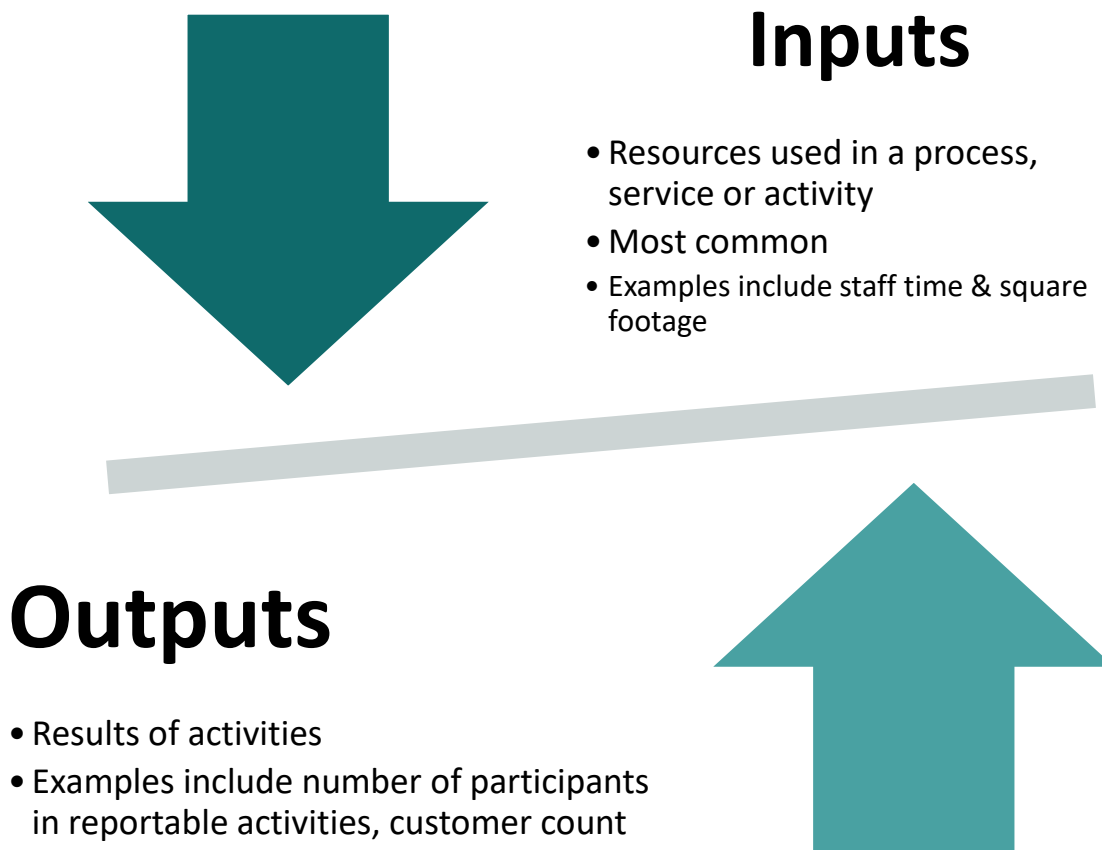 Inputs
• Resources used in a process,
service or activity
• Most common
• Examples include staff time & square
footage
Outputs
• Results of activities
• Examples include number of participants
in reportable activities, customer count